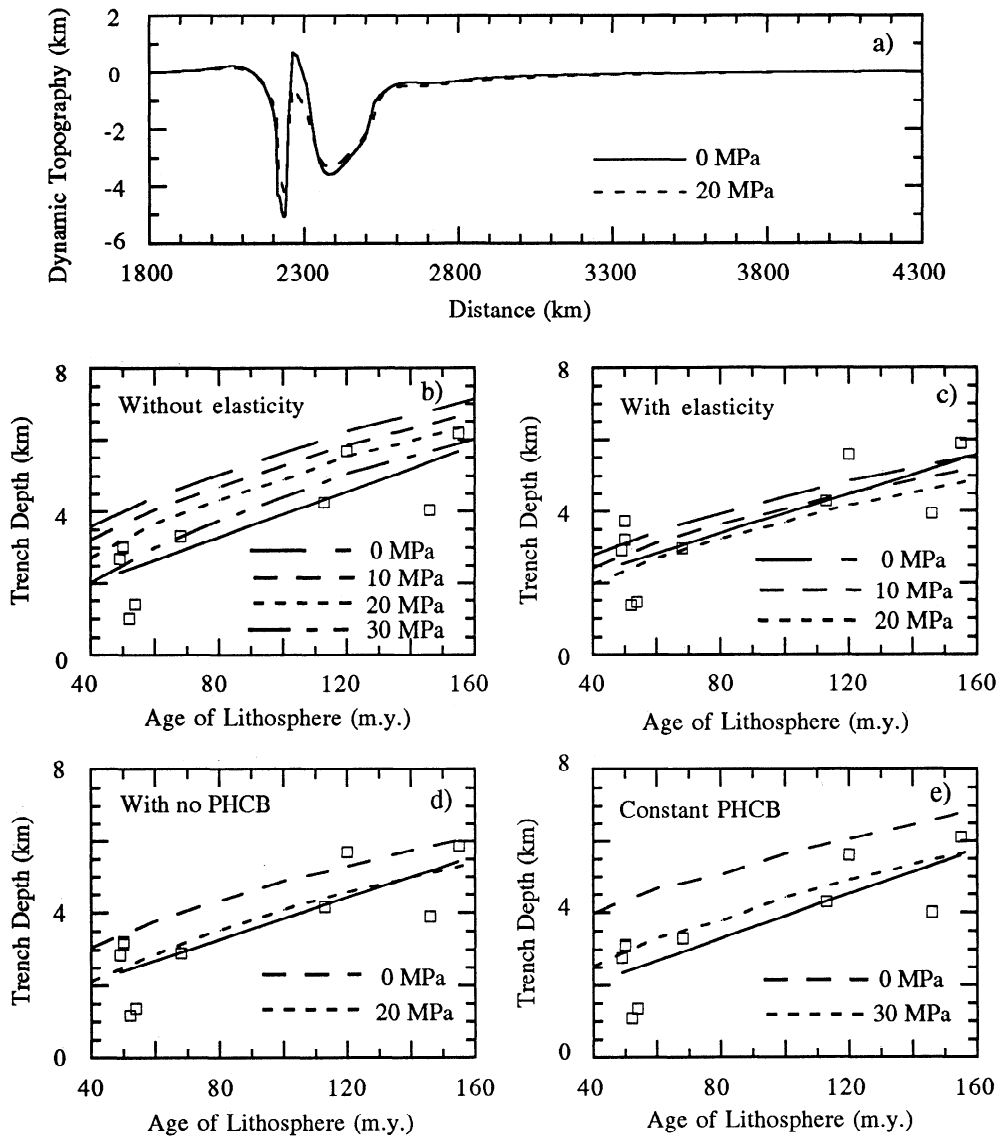 2
0
-2
-4
-6
Dynamic Topography (km)
a)
0 MPa
20 MPa
1800 2300 2800 3300 3800 4300
Distance (km)
8
4
0
Trench Depth (km)
Without elasticity
b)
0 MPa
10 MPa
20 MPa
30 MPa
40 80 120 160
Age of Lithosphere (m.y.)
8
4
0
Trench Depth (km)
With elasticity
c)
0 MPa
10 MPa
20 MPa
40 80 120 160
Age of Lithosphere (m.y.)
8
4
0
Trench Depth (km)
With no PHCB
d)
0 MPa
20 MPa
40 80 120 160
Age of Lithosphere (m.y.)
8
4
0
Trench Depth (km)
Constant PHCB
e)
0 MPa
30 MPa
40 80 120 160
Age of Lithosphere (m.y.)